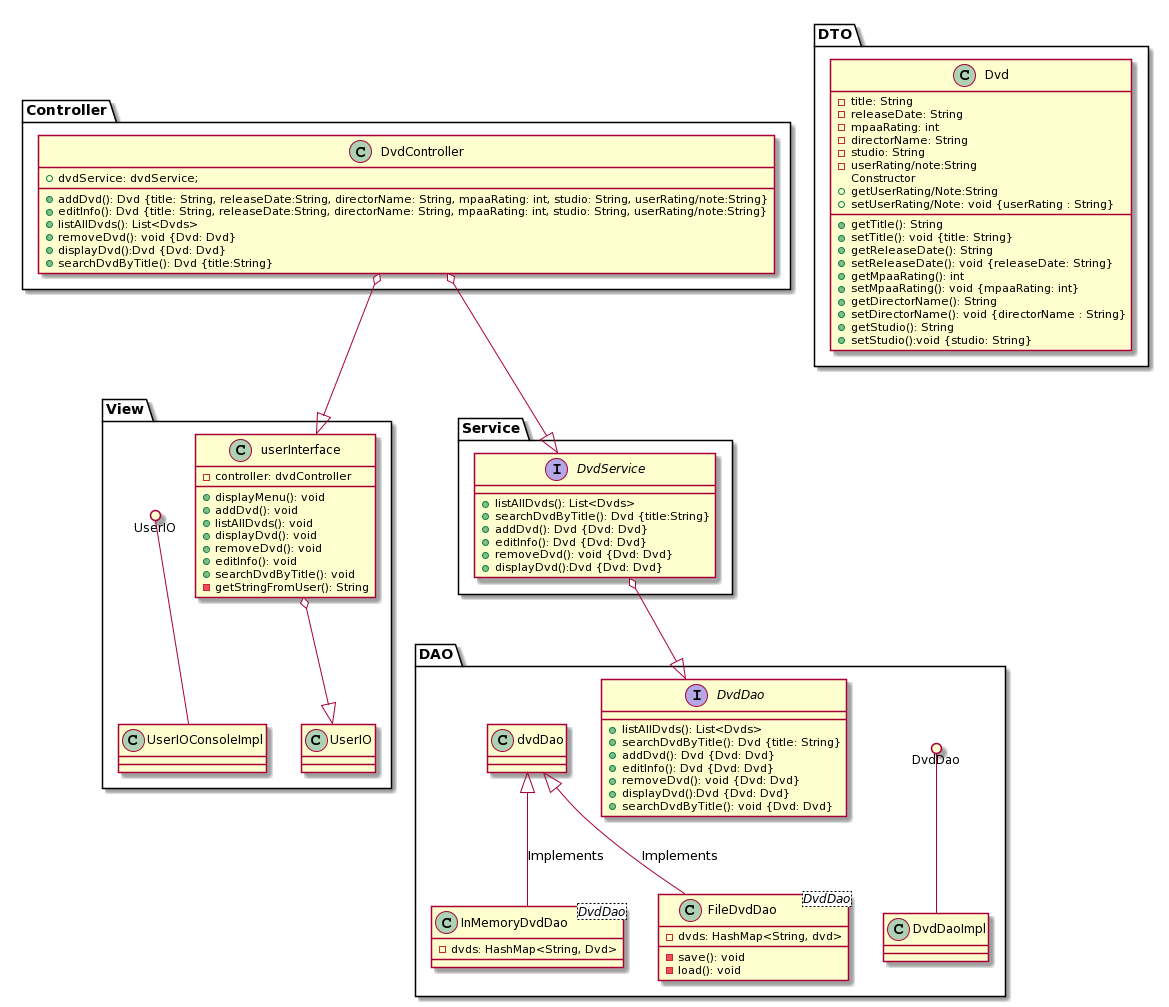 DTO
C Dvd
title: String
releaseDate: String
mpaaRating: int
directorName: String
studio: String
userRating/note:String
Constructor
getUserRating/Note:String
setUserRating/Note: void {userRating : String}
getTitle(): String
setTitle(): void {title: String}
getReleaseDate(): String
setReleaseDate(): void {releaseDate: String}
getMpaaRating(): int
setMpaaRating(): void {mpaaRating: int}
getDirectorName(): String
setDirectorName(): void {directorName : String}
getStudio(): String
setStudio():void {studio: String}
Controller
C DvdController
dvdService: dvdService;
addDvd(): Dvd {title: String, releaseDate:String, directorName: String, mpaaRating: int, studio: String, userRating/note:String}
editInfo(): Dvd {title: String, releaseDate:String, directorName: String, mpaaRating: int, studio: String, userRating/note:String}
listAllDvds(): List<Dvds>
removeDvd(): void {Dvd: Dvd}
displayDvd():Dvd {Dvd: Dvd}
searchDvdByTitle(): Dvd {title:String}
View
C userInterface
controller: dvdController
displayMenu(): void
addDvd(): void
listAllDvds(): void
displayDvd(): void
removeDvd(): void
editInfo(): void
searchDvdByTitle(): void
getStringFromUser(): String
UserIO
C UserIOConsoleImpl
C UserIO
Service
I DvdService
listAllDvds(): List<Dvds>
searchDvdByTitle(): Dvd {title:String}
addDvd(): Dvd {Dvd: Dvd}
editInfo(): Dvd {Dvd: Dvd}
removeDvd(): void {Dvd: Dvd}
displayDvd():Dvd {Dvd: Dvd}
DAO
I DvdDao
listAllDvds(): List<Dvds>
searchDvdByTitle(): Dvd {title: String}
addDvd(): Dvd {Dvd: Dvd}
editInfo(): Dvd {Dvd: Dvd}
removeDvd(): void {Dvd: Dvd}
displayDvd():Dvd {Dvd: Dvd}
searchDvdByTitle(): void {Dvd: Dvd}
C dvdDao
DvdDao
Implements
Implements
C InMemoryDvdDao
DvdDao
dvds: HashMap<String, Dvd>
C FileDvdDao
DvdDao
dvds: HashMap<String, dvd>
save(): void
load(): void
C DvdDaoImpl